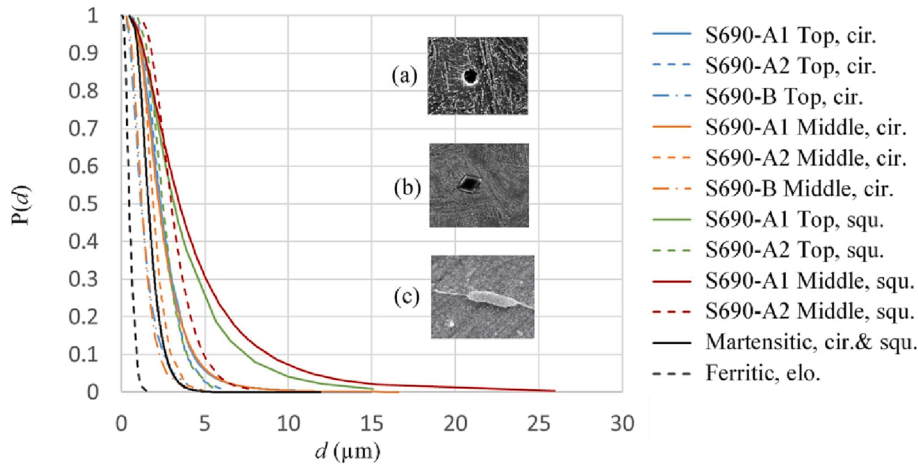 1
0.9
0.8
0.7
0.6
0.5
0.4
0.3
0.2
0.1
0
P(d)
0 5 10 15 20 25 30
d (µm)
(a)
(b)
(c)
S690-A1 Top, cir.
S690-A2 Top, cir.
S690-B Top, cir.
S690-A1 Middle, cir.
S690-A2 Middle, cir.
S690-B Middle, cir.
S690-A1 Top, squ.
S690-A2 Top, squ.
S690-A1 Middle, squ.
S690-A2 Middle, squ.
Martensitic, cir.& squ.
Ferritic, elo.